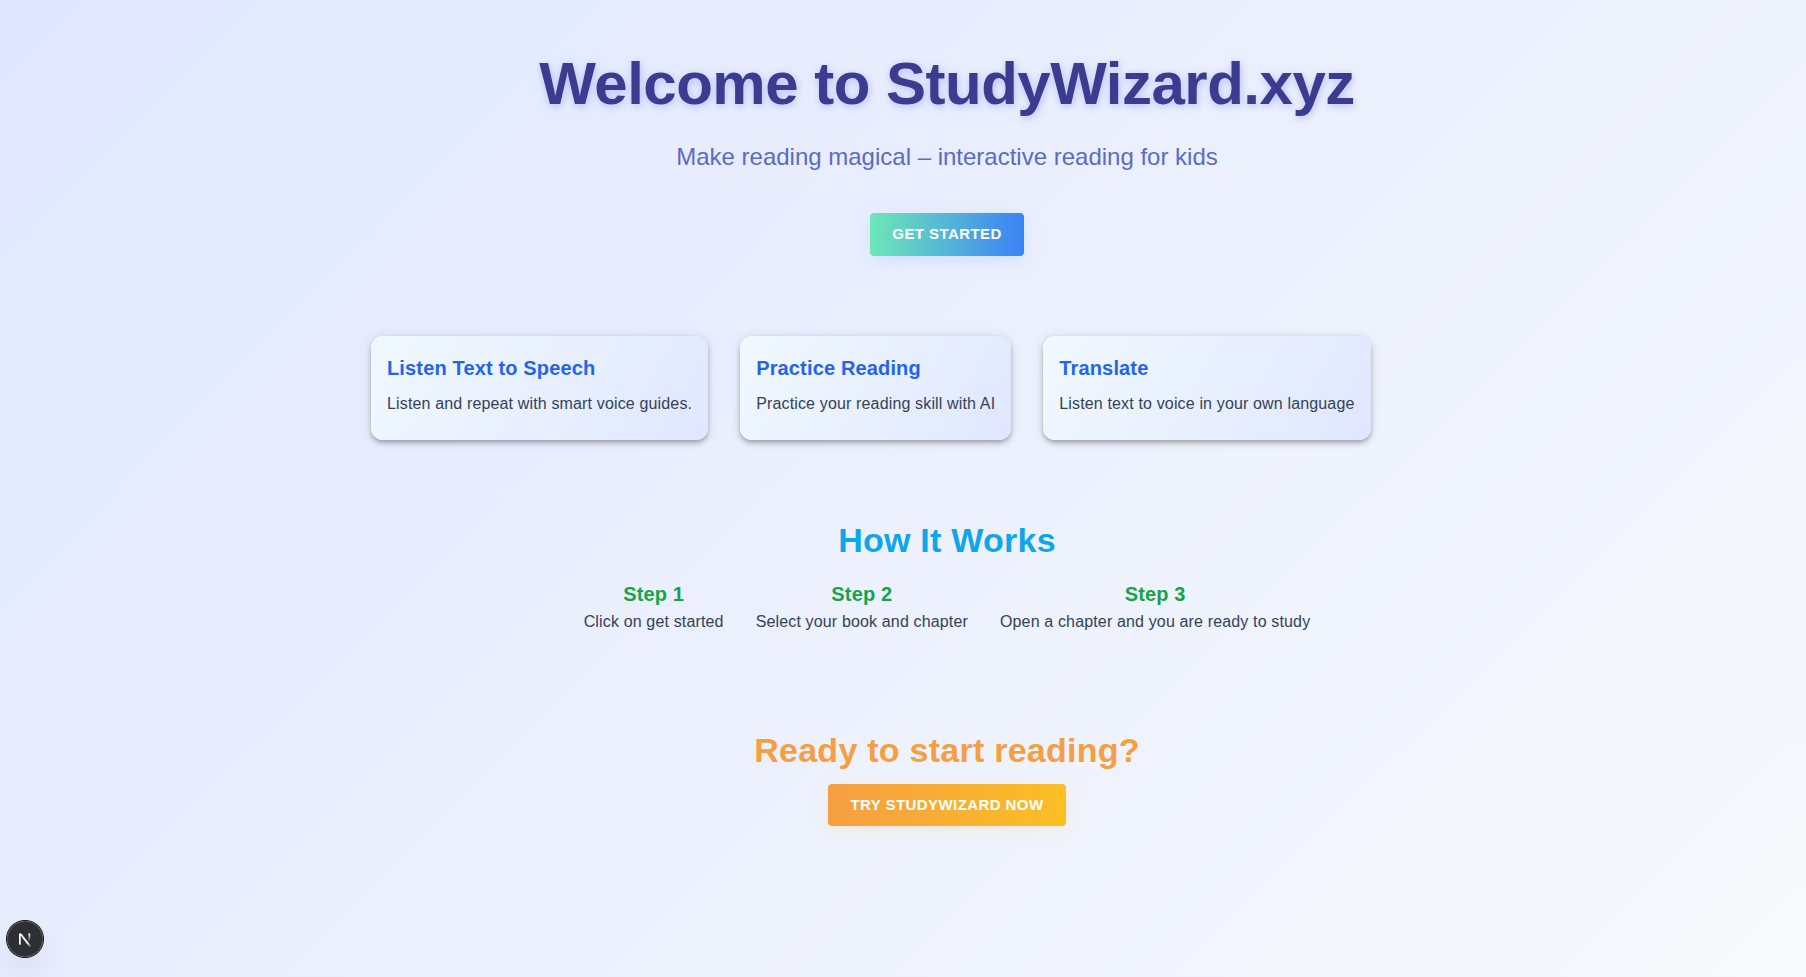 Welcome to StudyWizard.xyz
Make reading magical – interactive reading for kids
GET STARTED
Listen Text to Speech
Listen and repeat with smart voice guides.
Practice Reading
Practice your reading skill with AI
Translate
Listen text to voice in your own language
How It Works
Step 1
Click on get started
Step 2
Select your book and chapter
Step 3
Open a chapter and you are ready to study
Ready to start reading?
TRY STUDYWIZARD NOW
N